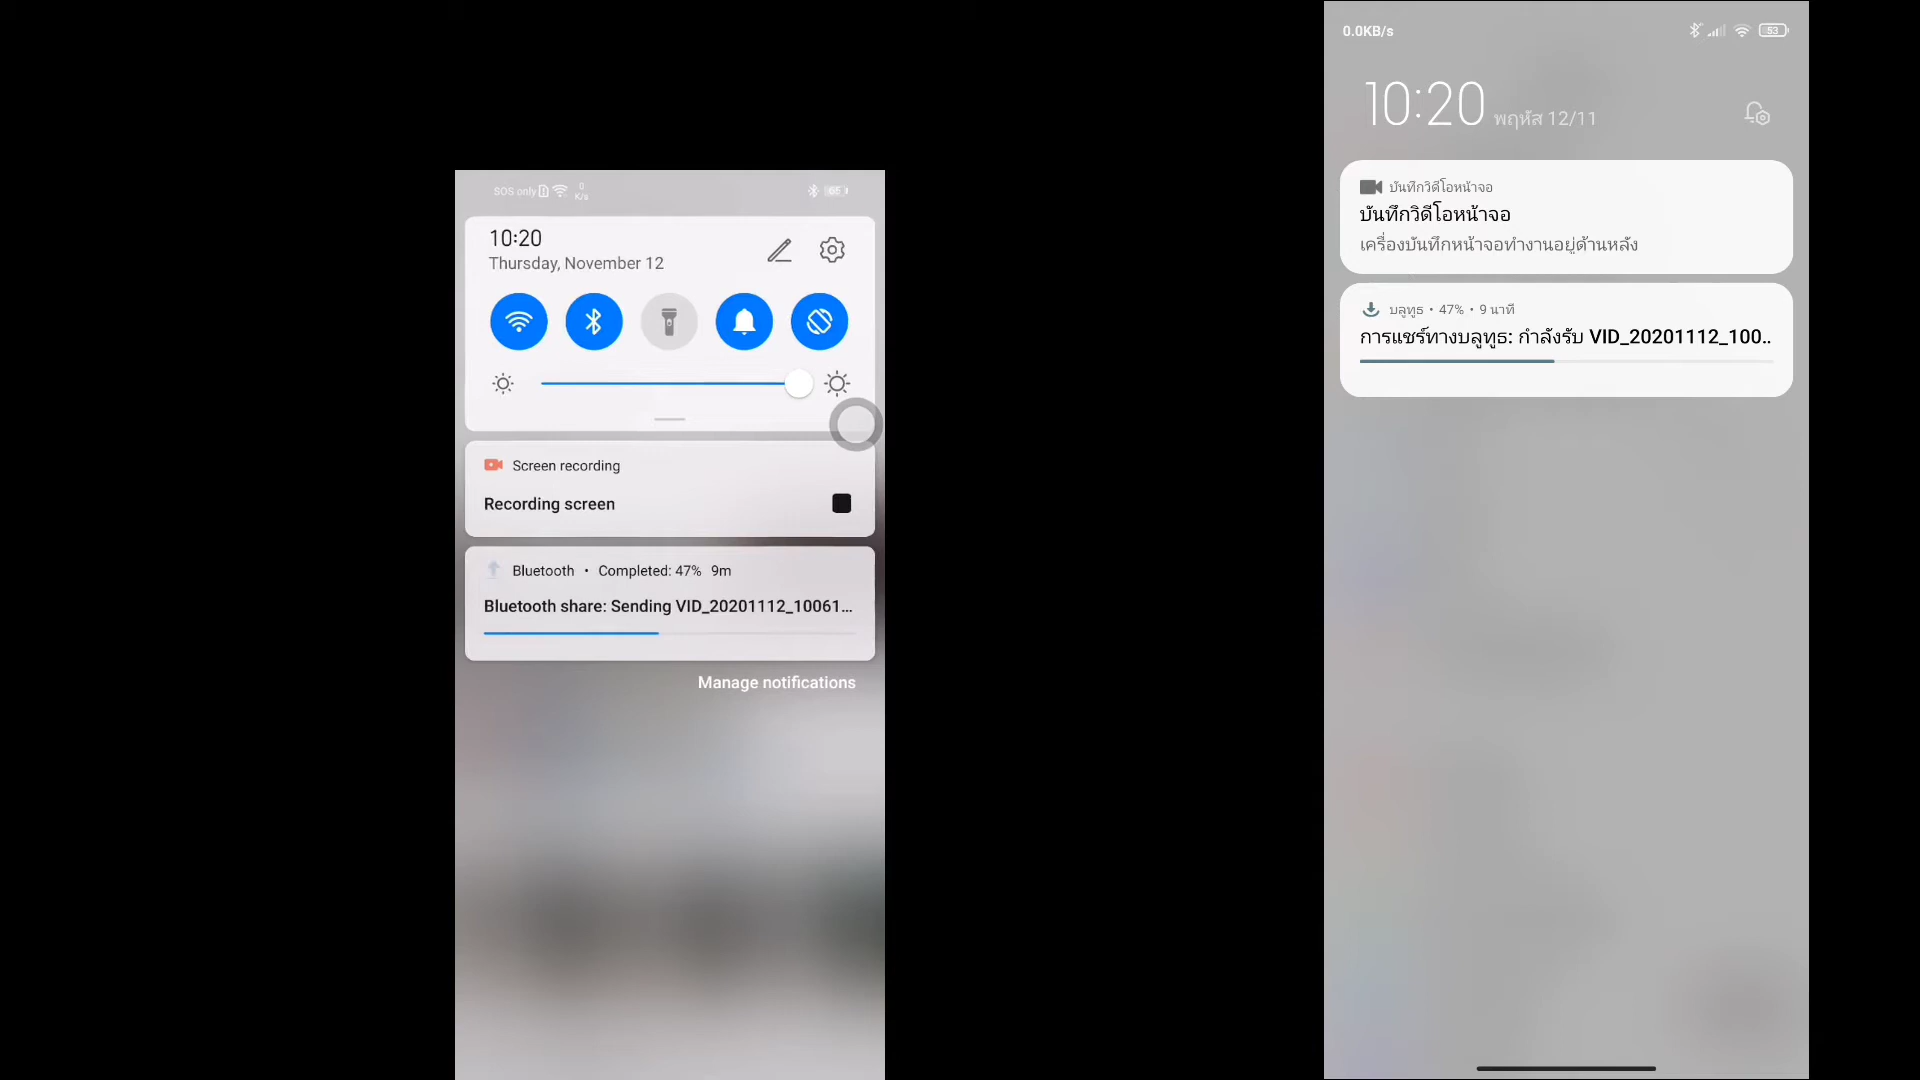 SOS only
0
K/s
65
10:20
Thursday, November 12
Screen recording
Recording screen
Bluetooth • Completed: 47% 9m
Bluetooth share: Sending VID_20201112_10061...
Manage notifications
0.0KB/s
53
10:20 พฤหัส 12/11
บันทึกวิดีโอหน้าจอ
บันทึกวิดีโอหน้าจอ
เครื่องบันทึกหน้าจอทำงานอยู่ด้านหลัง
บลูทูธ • 47% • 9 นาที
การแชร์ทางบลูทูธ: กำลังรับ VID_20201112_100..